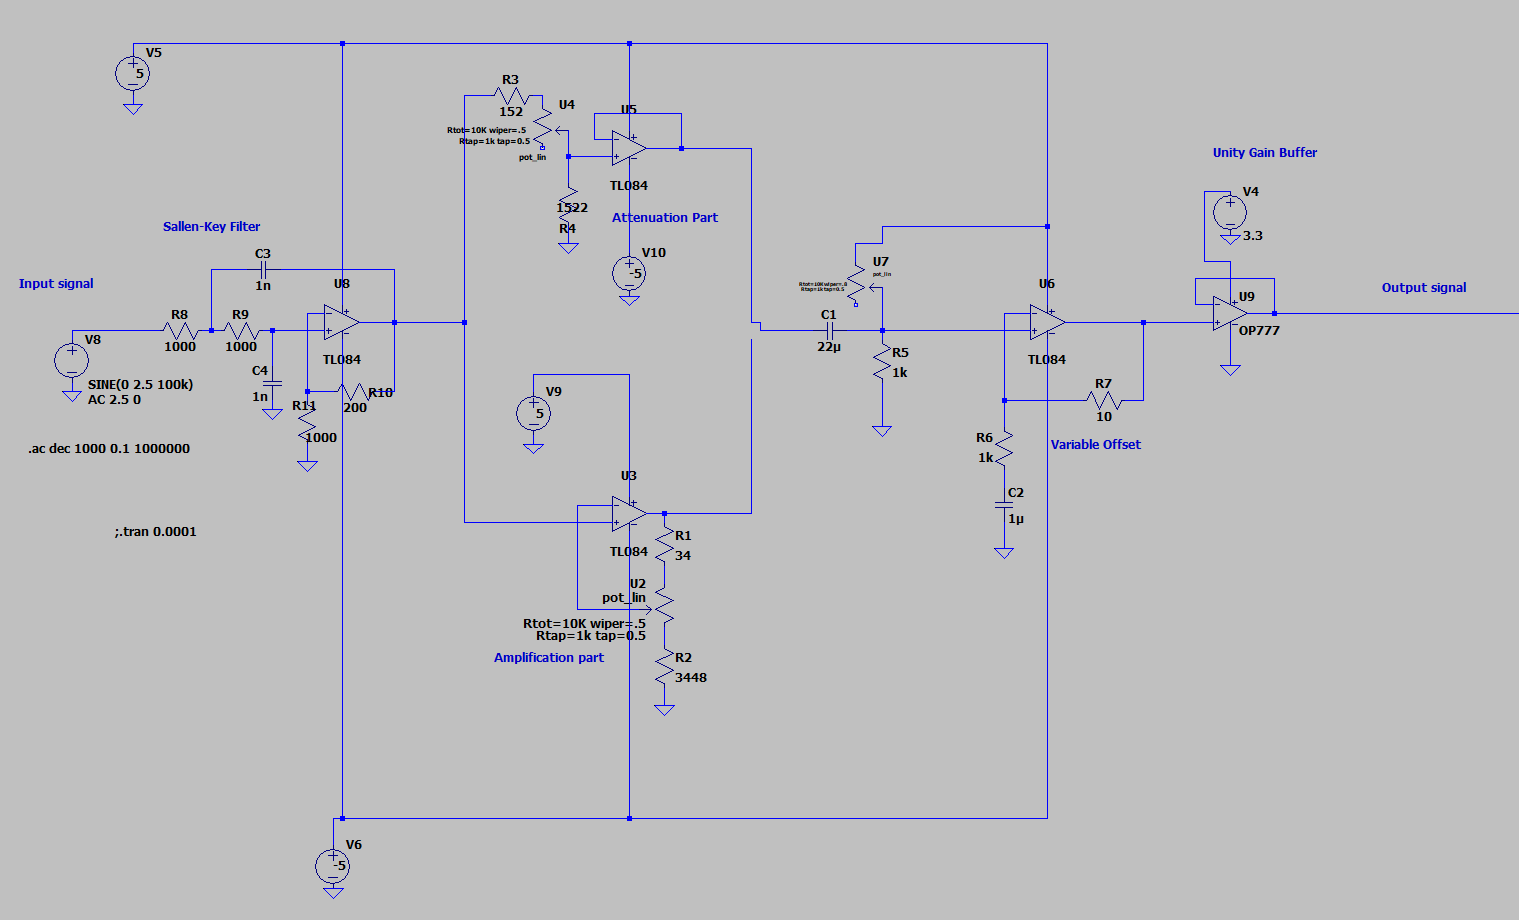 V5
5
R3
152
U4
Rtot=10K wiper=.5
Rtap=1k tap=0.5
pot_lin
U5
TL084
1522
R4
Attenuation Part
V10
-5
Unity Gain Buffer
V4
3.3
Sallen-Key Filter
C3
1n
Input signal
U8
TL084
R8
1000
R9
1000
V8
SINE(0 2.5 100k)
AC 2.5 0
C4
1n
R11
1000
R10
200
.ac dec 1000 0.1 1000000
;.tran 0.0001
U7
pot_lin
Rtot=10K wiper=.8
Rtap=1k tap=0.5
C1
22µ
R5
1k
U6
TL084
R7
10
R6
1k
Variable Offset
C2
1µ
U9
OP777
Output signal
V9
5
U3
TL084
R1
34
U2
pot_lin
Rtot=10K wiper=.5
Rtap=1k tap=0.5
Amplification part
R2
3448
V6
-5